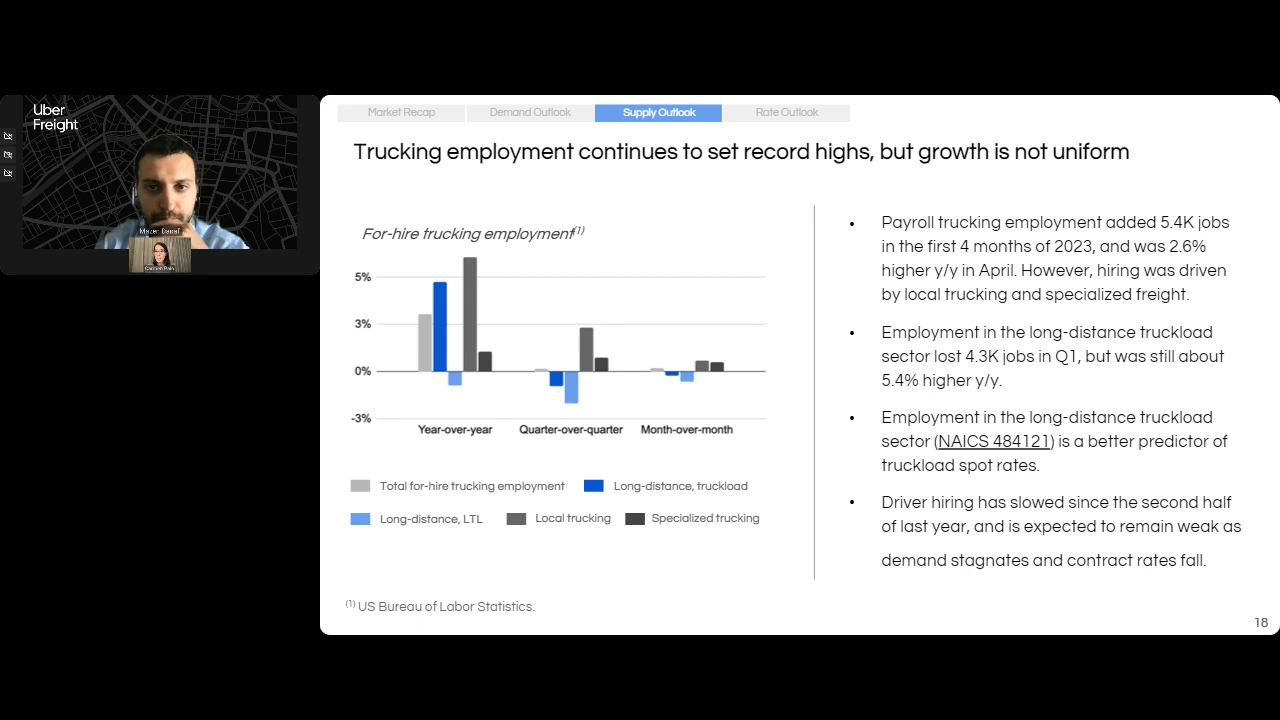 Uber
Freight
Mazen Danaf
Carmen Pain
Market Recap
Demand Outlook
Supply Outlook
Rate Outlook
Trucking employment continues to set record highs, but growth is not uniform
For-hire trucking employment(1)
5%
3%
0%
-3%
Year-over-year
Quarter-over-quarter
Month-over-month
Total for-hire trucking employment
Long-distance, truckload
Long-distance, LTL
Local trucking
Specialized trucking
• Payroll trucking employment added 5.4K jobs
in the first 4 months of 2023, and was 2.6%
higher y/y in April. However, hiring was driven
by local trucking and specialized freight.
• Employment in the long-distance truckload
sector lost 4.3K jobs in Q1, but was still about
5.4% higher y/y.
• Employment in the long-distance truckload
sector (NAICS 484121) is a better predictor of
truckload spot rates.
• Driver hiring has slowed since the second half
of last year, and is expected to remain weak as
demand stagnates and contract rates fall.
(1) US Bureau of Labor Statistics.
18